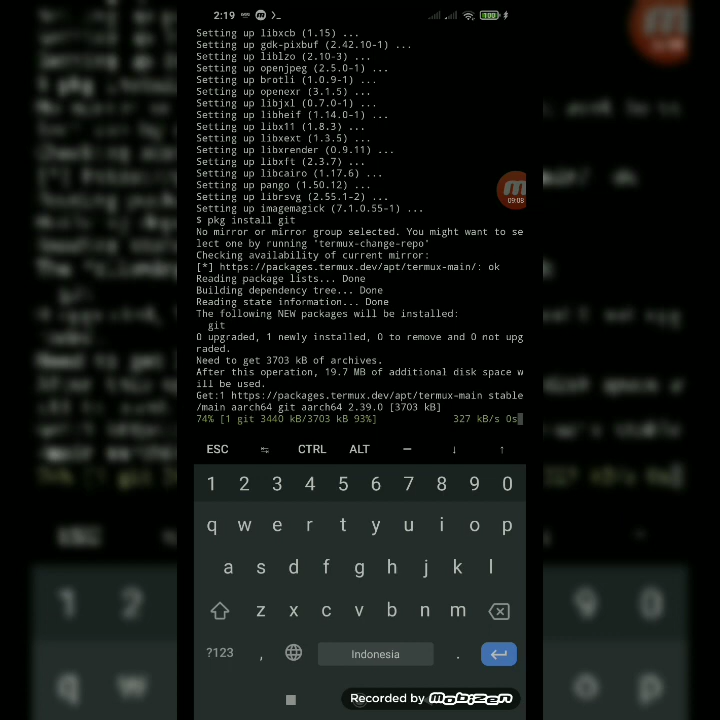 2:19 >_ 100
Setting up libxcb (1.15) ...
Setting up gdk-pixbuf (2.42.10-1) ...
Setting up liblzo (2.10-3) ...
Setting up openjpeg (2.5.0-1) ...
Setting up brotli (1.0.9-1) ...
Setting up openexr (3.1.5) ...
Setting up libjxl (0.7.0-1) ...
Setting up libheif (1.14.0-1) ...
Setting up libx11 (1.8.3) ...
Setting up libxext (1.3.5) ...
Setting up libxrender (0.9.11) ...
Setting up libxft (2.3.7) ...
Setting up libcairo (1.17.6) ...
Setting up pango (1.50.12) ...
Setting up librsvg (2.55.1-2) ...
Setting up imagemagick (7.1.0.55-1) ...
09:08
$ pkg install git
No mirror or mirror group selected. You might want to se
lect one by running 'termux-change-repo'
Checking availability of current mirror:
[*] https://packages.termux.dev/apt/termux-main/: ok
Reading package lists... Done
Building dependency tree... Done
Reading state information... Done
The following NEW packages will be installed:
git
0 upgraded, 1 newly installed, 0 to remove and 0 not upg
raded.
Need to get 3703 kB of archives.
After this operation, 19.7 MB of additional disk space w
ill be used.
Get:1 https://packages.termux.dev/apt/termux-main stable
/main aarch64 git aarch64 2.39.0 [3703 kB]
74% [1 git 3440 kB/3703 kB 93%] 327 kB/s 0s
ESC ↹ CTRL ALT — ↓ ↑
1 2 3 4 5 6 7 8 9 0
q w e r t y u i o p
a s d f g h j k l
z x c v b n m
?123 , Indonesia .
Recorded by mobizen